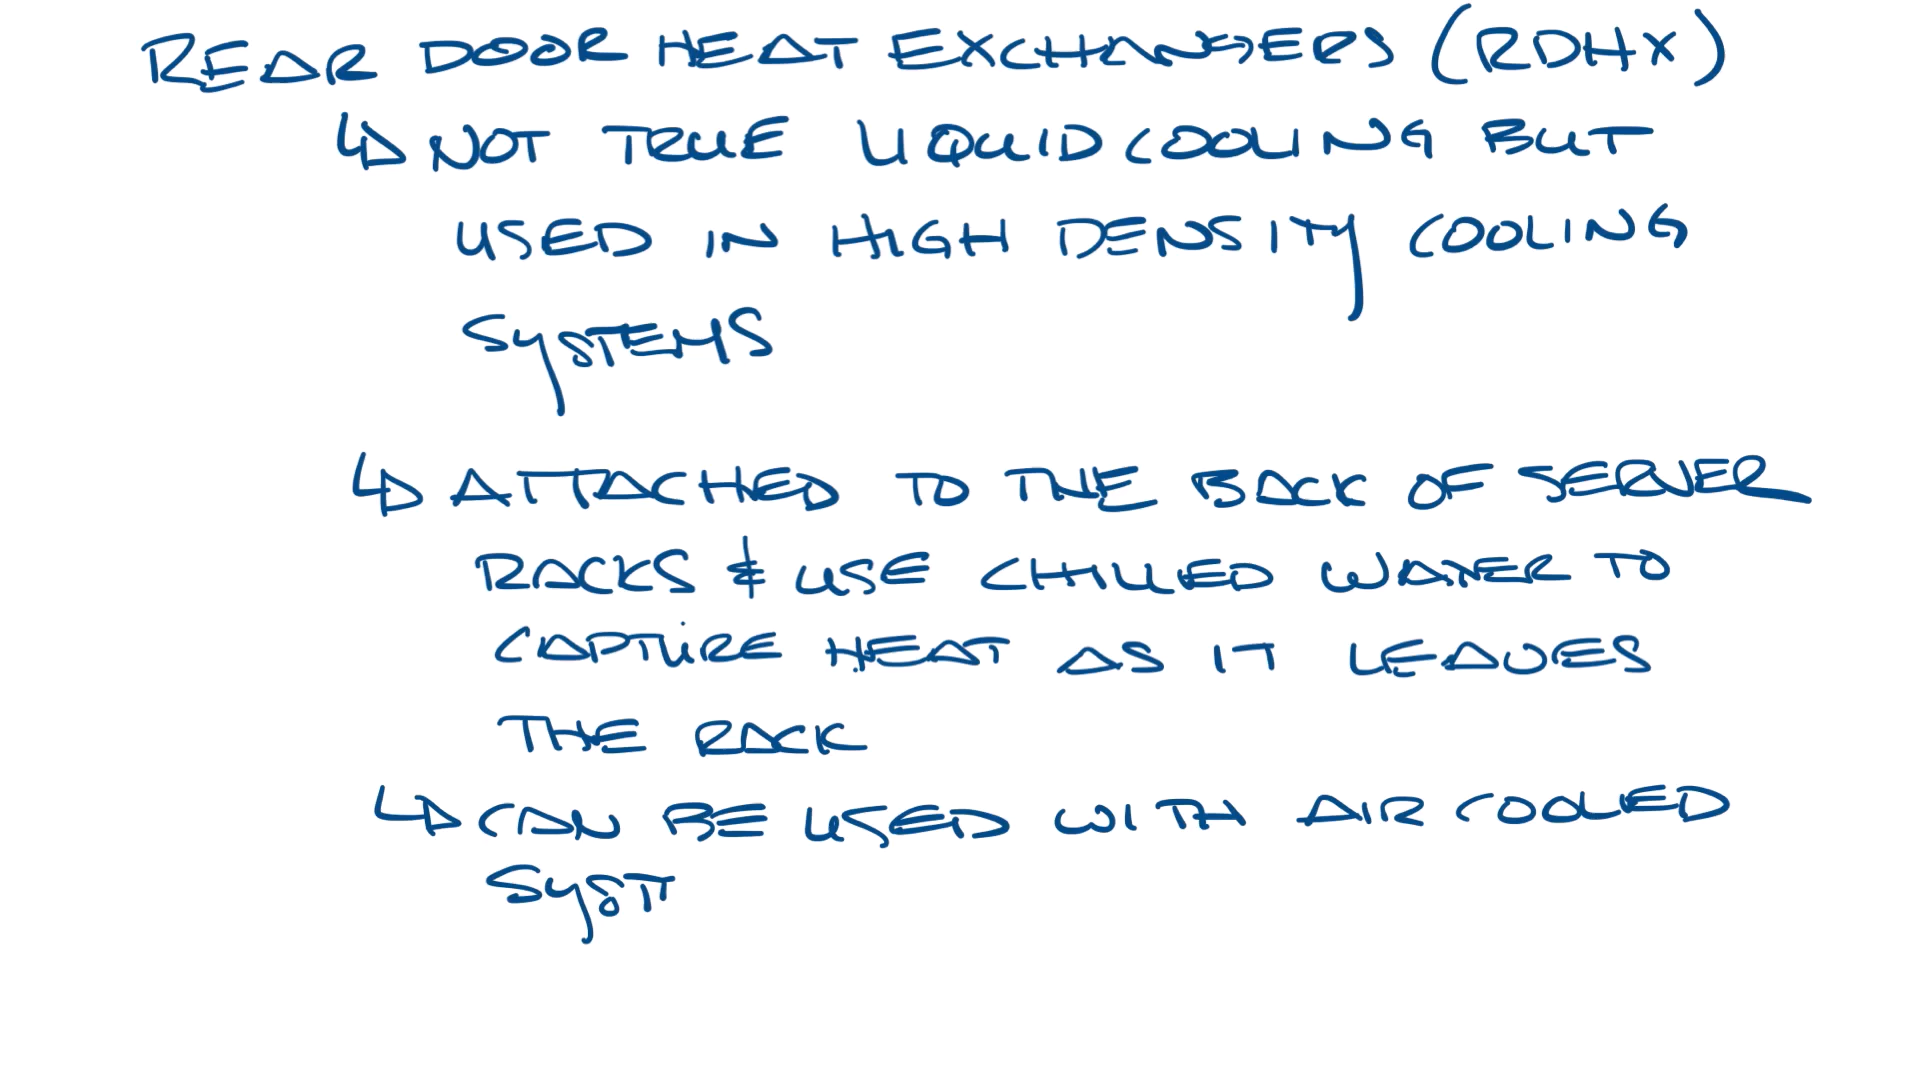 REAR DOOR HEAT EXCHANGERS (RDHX)
↳ NOT TRUE LIQUID COOLING BUT
USED IN HIGH DENSITY COOLING
SYSTEMS
↳ ATTACHED TO THE BACK OF SERVER
RACKS & USE CHILLED WATER TO
CAPTURE HEAT AS IT LEAVES
THE RACK
↳ CAN BE USED WITH AIR COOLED
SYST